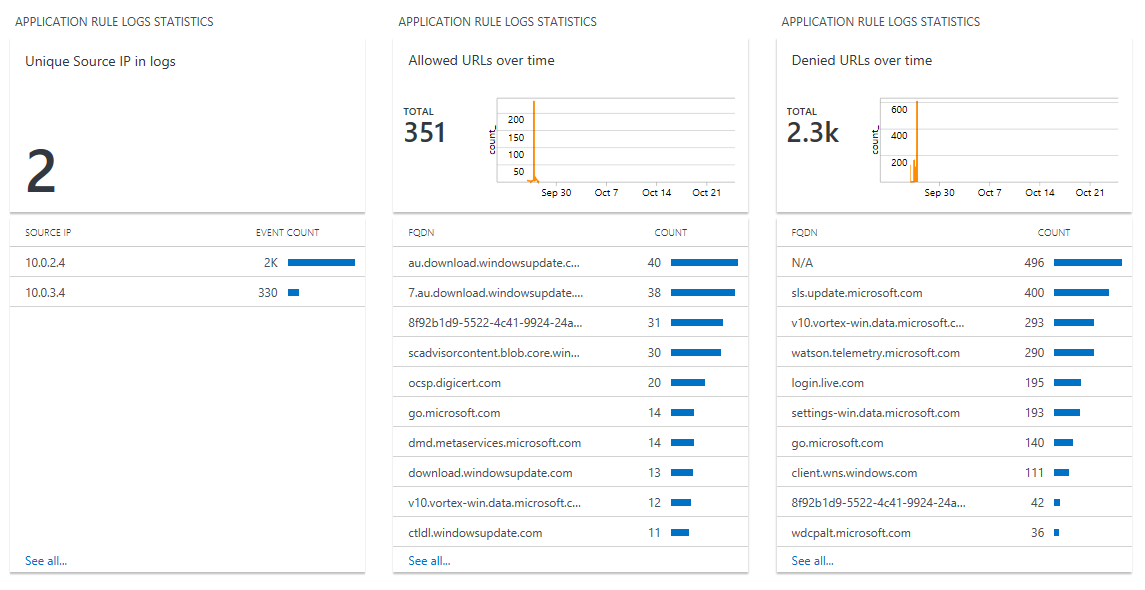 APPLICATION RULE LOGS STATISTICS
Unique Source IP in logs
2
SOURCE IP EVENT COUNT
10.0.2.4 2K
10.0.3.4 330
See all...
APPLICATION RULE LOGS STATISTICS
Allowed URLs over time
TOTAL
351
count_
200
150
100
50
Sep 30 Oct 7 Oct 14 Oct 21
FQDN COUNT
au.download.windowsupdate.c... 40
7.au.download.windowsupdate.... 38
8f92b1d9-5522-4c41-9924-24a... 31
scadvisorcontent.blob.core.win... 30
ocsp.digicert.com 20
go.microsoft.com 14
dmd.metaservices.microsoft.com 14
download.windowsupdate.com 13
v10.vortex-win.data.microsoft.c... 12
ctldl.windowsupdate.com 11
See all...
APPLICATION RULE LOGS STATISTICS
Denied URLs over time
TOTAL
2.3k
count_
600
400
200
Sep 30 Oct 7 Oct 14 Oct 21
FQDN COUNT
N/A 496
sls.update.microsoft.com 400
v10.vortex-win.data.microsoft.c... 293
watson.telemetry.microsoft.com 290
login.live.com 195
settings-win.data.microsoft.com 193
go.microsoft.com 140
client.wns.windows.com 111
8f92b1d9-5522-4c41-9924-24a... 42
wdcpalt.microsoft.com 36
See all...